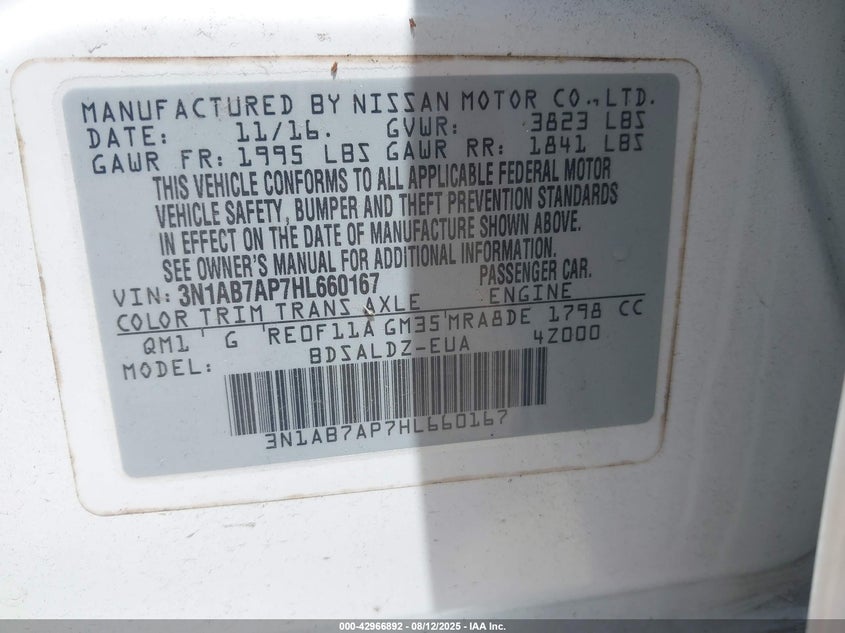 MANUFACTURED BY NISSAN MOTOR CO., LTD.
DATE: 11/16. GVWR: 3823 LBS
GAWR FR: 1995 LBS GAWR RR: 1841 LBS
THIS VEHICLE CONFORMS TO ALL APPLICABLE FEDERAL MOTOR
VEHICLE SAFETY, BUMPER AND THEFT PREVENTION STANDARDS
IN EFFECT ON THE DATE OF MANUFACTURE SHOWN ABOVE.
SEE OWNER'S MANUAL FOR ADDITIONAL INFORMATION.
VIN: 3N1AB7AP7HL660167 PASSENGER CAR.
COLOR TRIM TRANS AXLE ENGINE
QM1 G RE0F11A GM35 MRA8DE 1798 CC
MODEL: BDSALDZ-EUA 4Z000
3N1AB7AP7HL660167
000-42966892 - 08/12/2025 - IAA Inc.